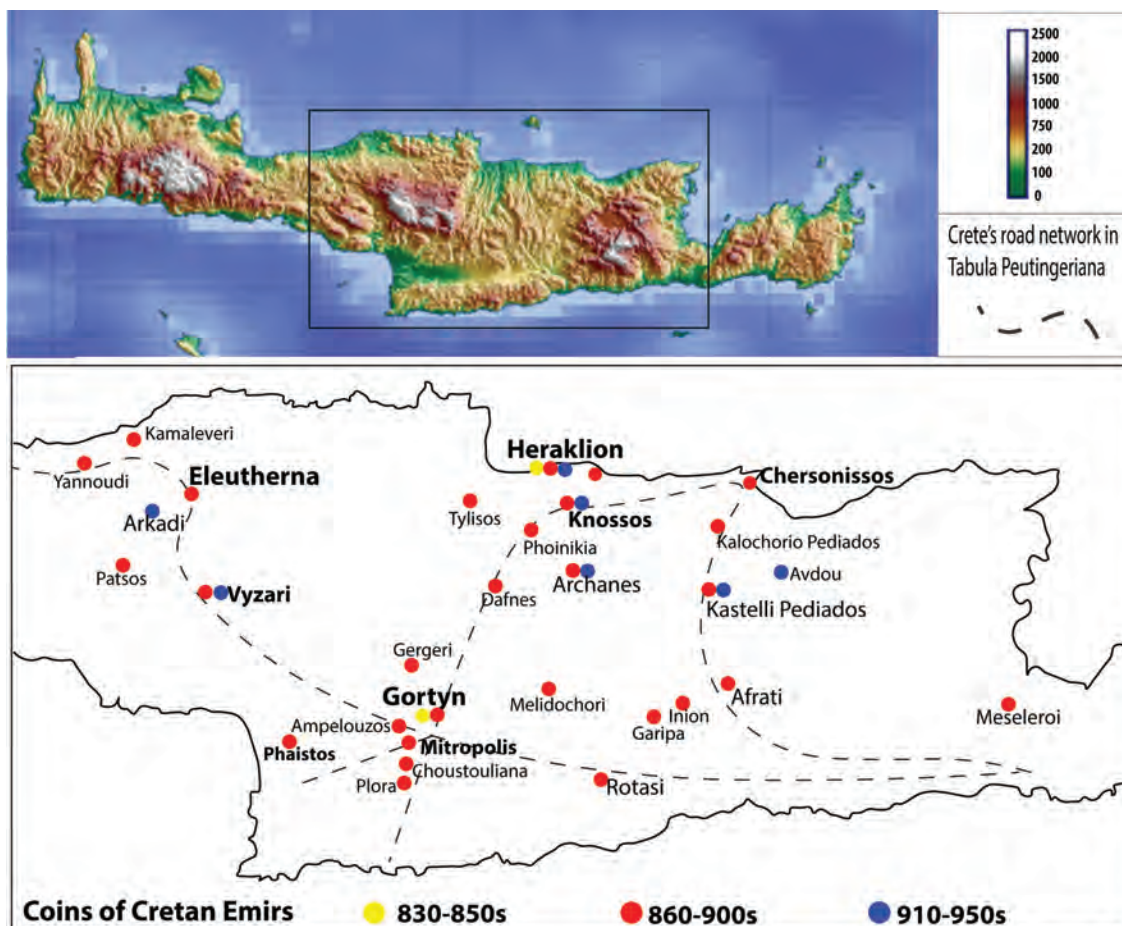 2500
2000
1500
1000
750
200
100
0
Crete's road network in
Tabula Peutingeriana
Kamaleveri
Yannoudi
Eleutherna
Arkadi
Patsos
Vyzari
Heraklion
Chersonissos
Tylisos
Knossos
Phoinikia
Kalochorio Pediados
Archanes
Avdou
Dafnes
Kastelli Pediados
Gergeri
Gortyn
Melidochori
Afrati
Inion
Garipa
Meseleroi
Ampelouzos
Phaistos
Mitropolis
Choustouliana
Plora
Rotasi
Coins of Cretan Emirs 830-850s 860-900s 910-950s